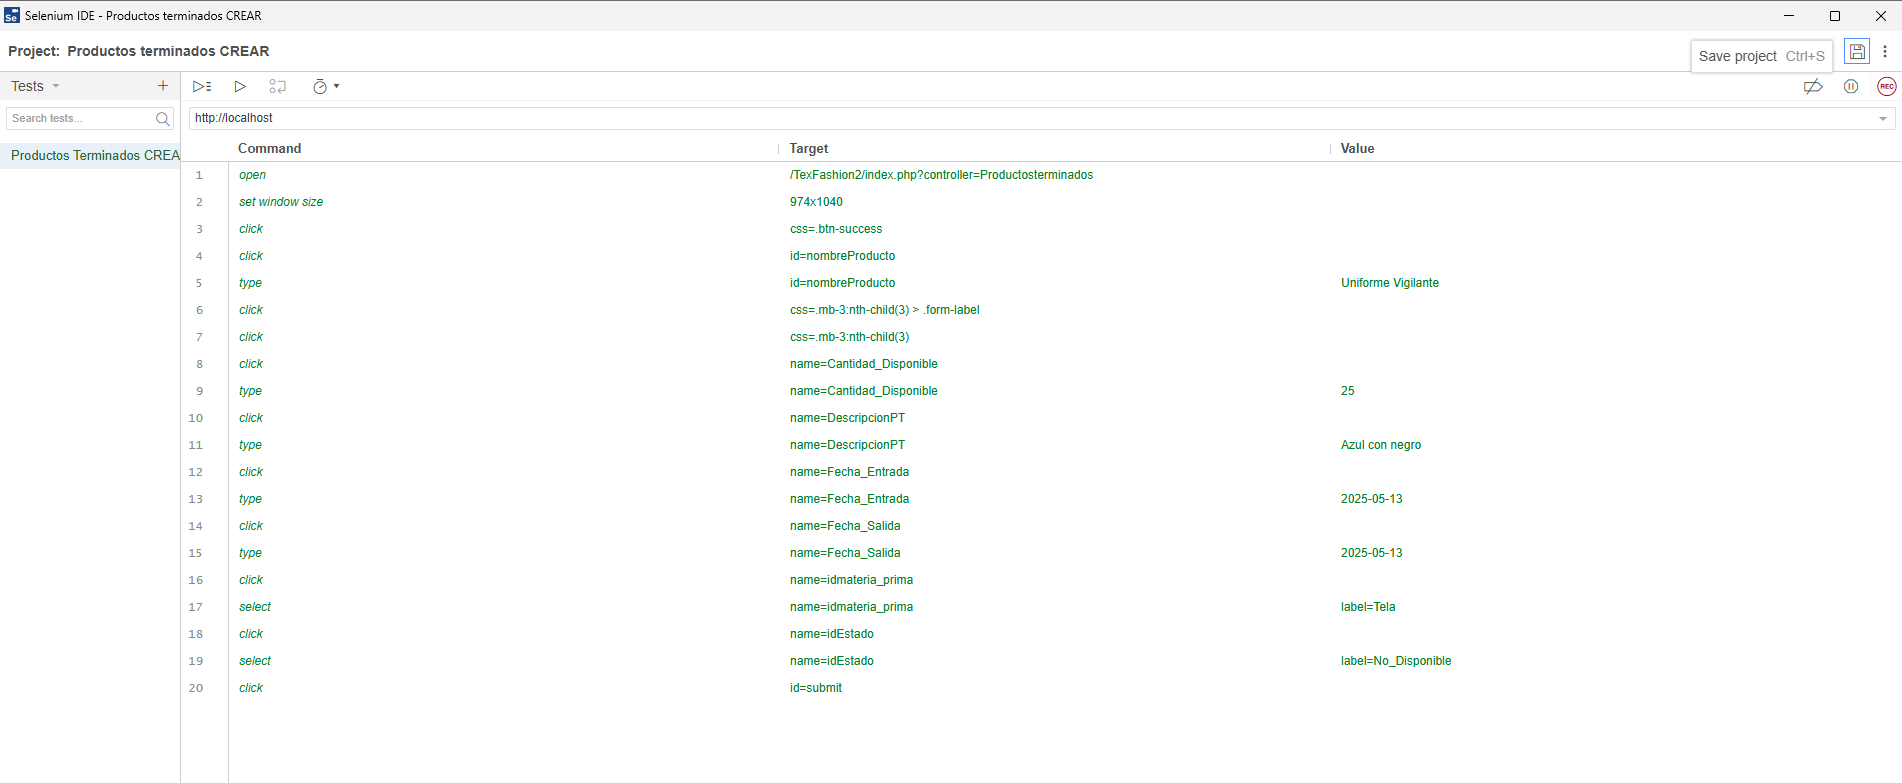 Selenium IDE - Productos terminados CREAR
Project: Productos terminados CREAR
Save project Ctrl+S
Tests
REC
Search tests...
http://localhost
Productos Terminados CREA
Command Target Value
1 open /TexFashion2/index.php?controller=Productosterminados
2 set window size 974x1040
3 click css=.btn-success
4 click id=nombreProducto
5 type id=nombreProducto Uniforme Vigilante
6 click css=.mb-3:nth-child(3) > .form-label
7 click css=.mb-3:nth-child(3)
8 click name=Cantidad_Disponible
9 type name=Cantidad_Disponible 25
10 click name=DescripcionPT
11 type name=DescripcionPT Azul con negro
12 click name=Fecha_Entrada
13 type name=Fecha_Entrada 2025-05-13
14 click name=Fecha_Salida
15 type name=Fecha_Salida 2025-05-13
16 click name=idmateria_prima
17 select name=idmateria_prima label=Tela
18 click name=idEstado
19 select name=idEstado label=No_Disponible
20 click id=submit